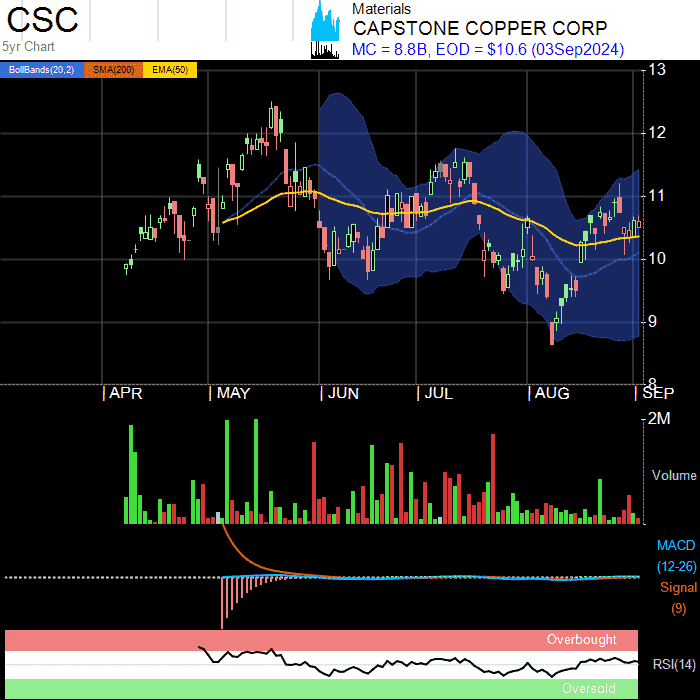 CSC
5yr Chart
Materials
CAPSTONE COPPER CORP
MC = 8.8B, EOD = $10.6 (03Sep2024)
BollBands(20,2) SMA(200) EMA(50)
13
12
11
10
9
8
APR MAY JUN JUL AUG SEP
2M
Volume
MACD
(12-26)
Signal
(9)
Overbought
RSI(14)
Oversold